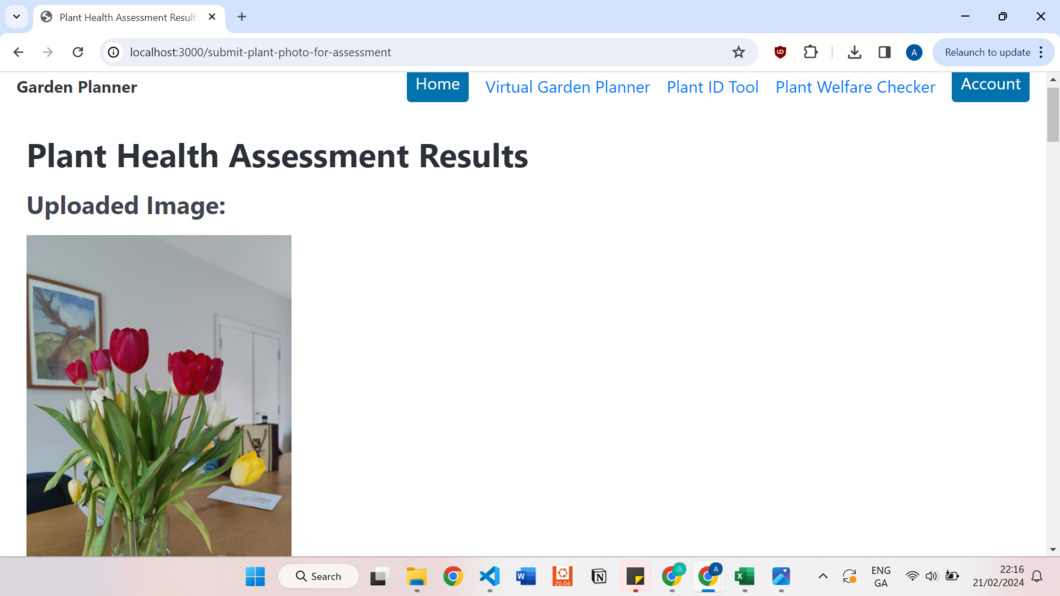 Plant Health Assessment Result
localhost:3000/submit-plant-photo-for-assessment
Relaunch to update
A
Garden Planner
Home
Virtual Garden Planner
Plant ID Tool
Plant Welfare Checker
Account
Plant Health Assessment Results
Uploaded Image:
Search
20.04
A
A
ENG
GA
22:16
21/02/2024